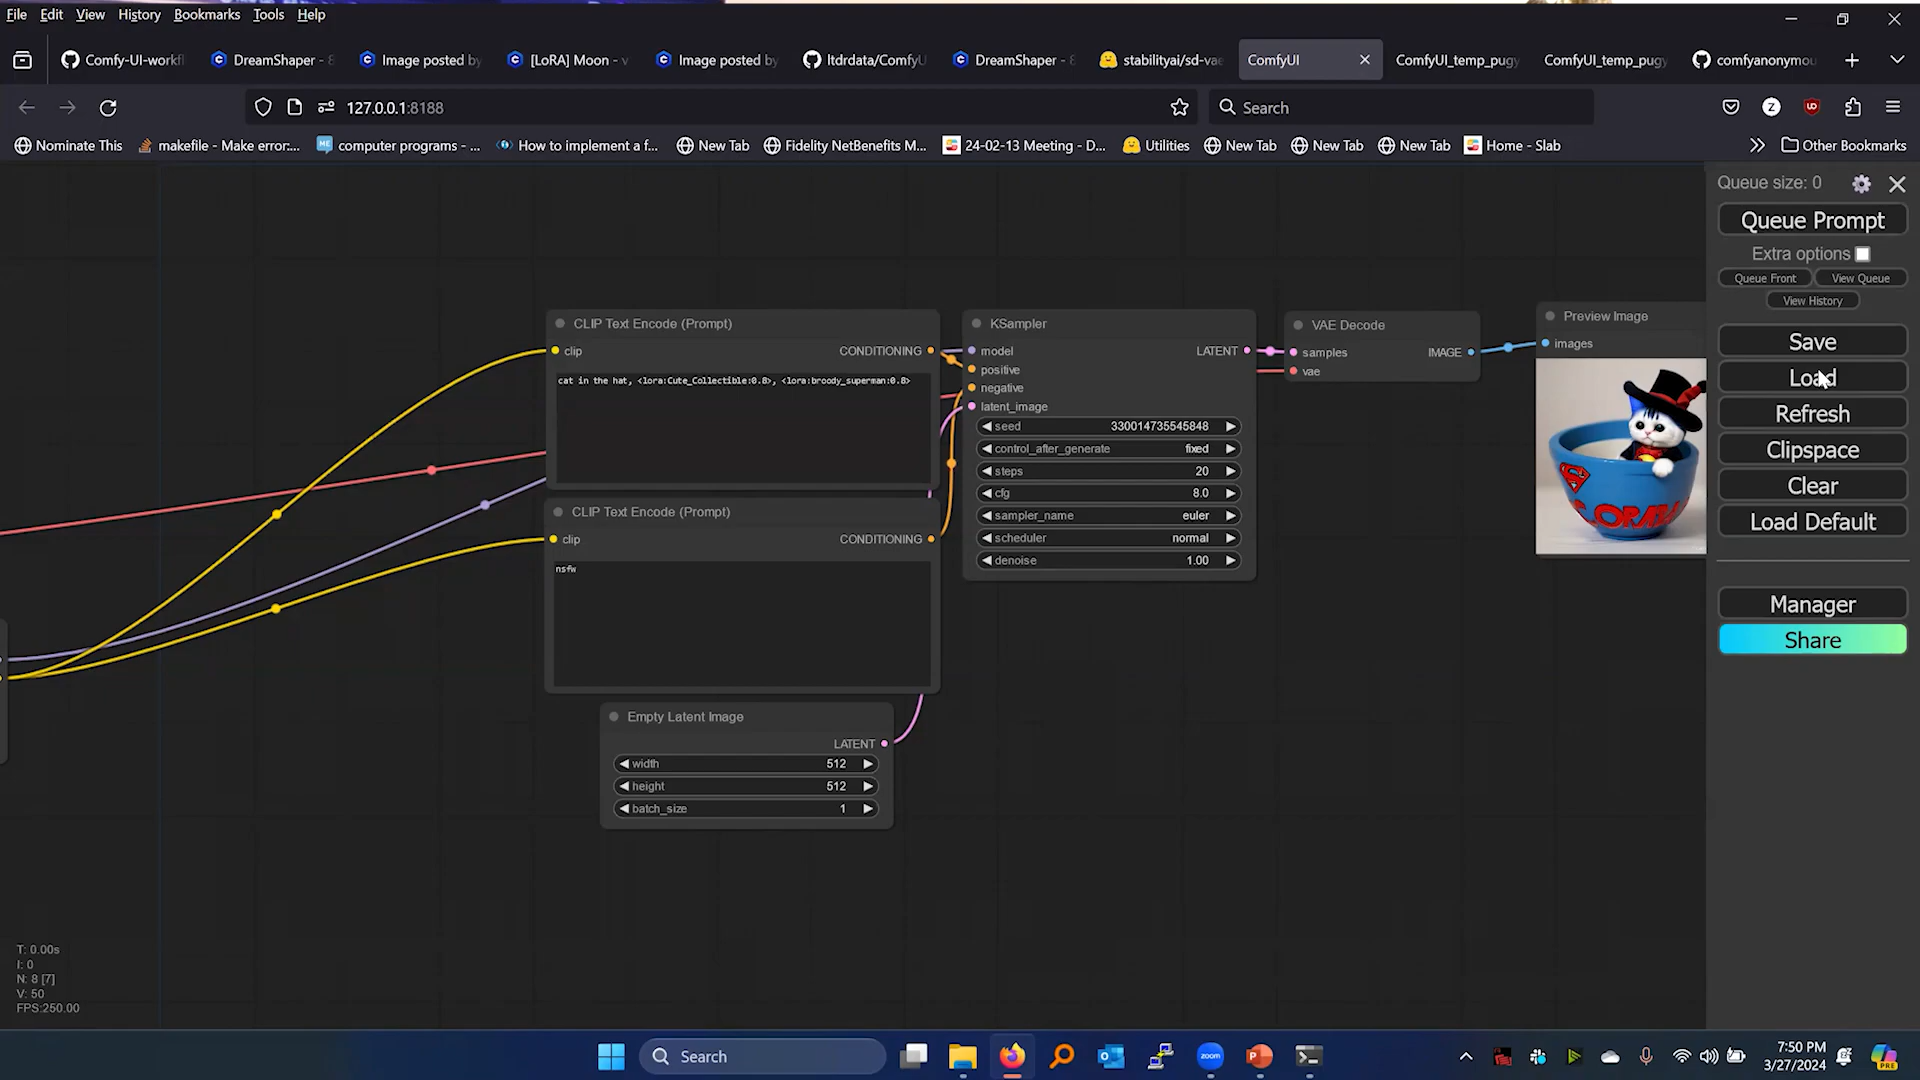 File Edit View History Bookmarks Tools Help
Comfy-UI-workfl DreamShaper - 8 Image posted by [LoRA] Moon - v Image posted by ltdrdata/ComfyU DreamShaper - 8 stabilityai/sd-vae ComfyUI ComfyUI_temp_pugy ComfyUI_temp_pugy comfyanonymou
127.0.0.1:8188 Search
Nominate This makefile - Make error:... computer programs - ... How to implement a f... New Tab Fidelity NetBenefits M... 24-02-13 Meeting - D... Utilities New Tab New Tab New Tab Home - Slab Other Bookmarks
Queue size: 0
Queue Prompt
Extra options
Queue Front View Queue
View History
Save
Load
Refresh
Clipspace
Clear
Load Default
Manager
Share
CLIP Text Encode (Prompt)
clip CONDITIONING
cat in the hat, <lora:Cute_Collectible:0.8>, <lora:broody_superman:0.8>
CLIP Text Encode (Prompt)
clip CONDITIONING
nsfw
Empty Latent Image
LATENT
width 512
height 512
batch_size 1
KSampler
model LATENT
positive
negative
latent_image
seed 330014735545848
control_after_generate fixed
steps 20
cfg 8.0
sampler_name euler
scheduler normal
denoise 1.00
VAE Decode
samples IMAGE
vae
Preview Image
images
T: 0.00s
I: 0
N: 8 [7]
V: 50
FPS:250.00
Search
zoom
7:50 PM
3/27/2024
PRE